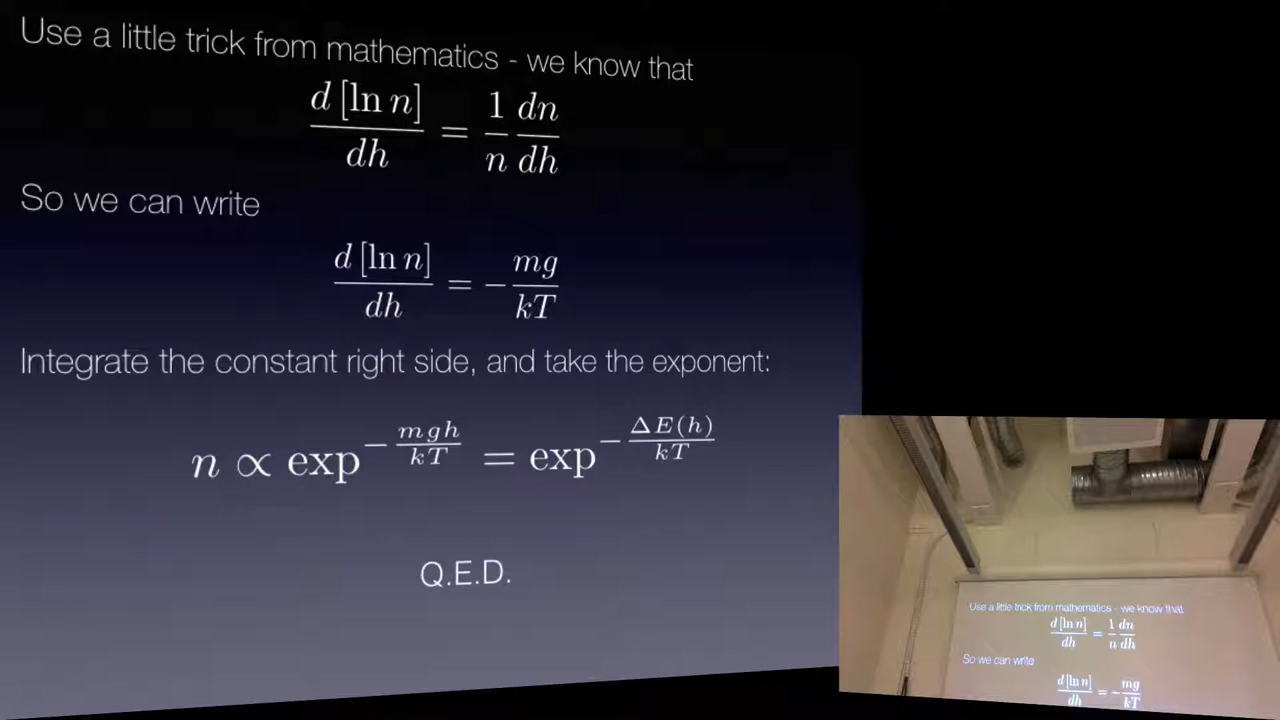 Use a little trick from mathematics - we know that
d [ln n] / dh = 1/n dn/dh
So we can write
d [ln n] / dh = - mg / kT
Integrate the constant right side, and take the exponent:
n ∝ exp^{- mgh / kT} = exp^{- ΔE(h) / kT}
Q.E.D.
Use a little trick from mathematics - we know that
d [ln n] / dh = 1/n dn/dh
So we can write
d [ln n] / dh = - mg / kT